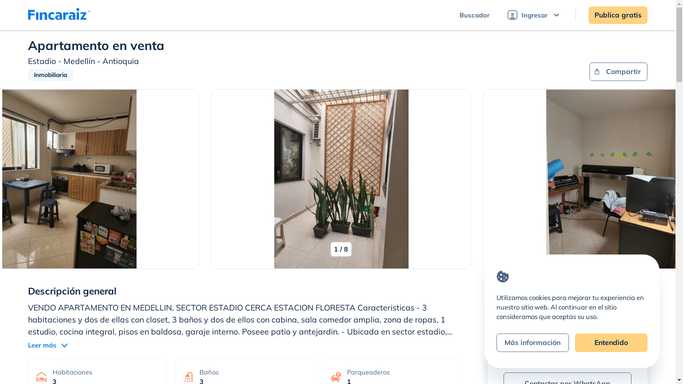 Fincaraiz
Buscador
Ingresar
Publica gratis
Apartamento en venta
Estadio - Medellín - Antioquia
Inmobiliaria
Compartir
1 / 8
Descripción general
VENDO APARTAMENTO EN MEDELLIN, SECTOR ESTADIO CERCA ESTACION FLORESTA Características - 3
habitaciones y dos de ellas con closet, 3 baños y dos de ellos con cabina, sala comedor amplia, zona de ropas, 1
estudio, cocina integral, pisos en baldosa, garaje interno. Posee patio y antejardin. - Ubicada en sector estadio,...
Leer más
Habitaciones
3
Baños
3
Parqueaderos
1
Utilizamos cookies para mejorar tu experiencia en
nuestro sitio web. Al continuar en el sitio
consideramos que aceptas su uso.
Más información
Entendido
Contactar por WhatsApp